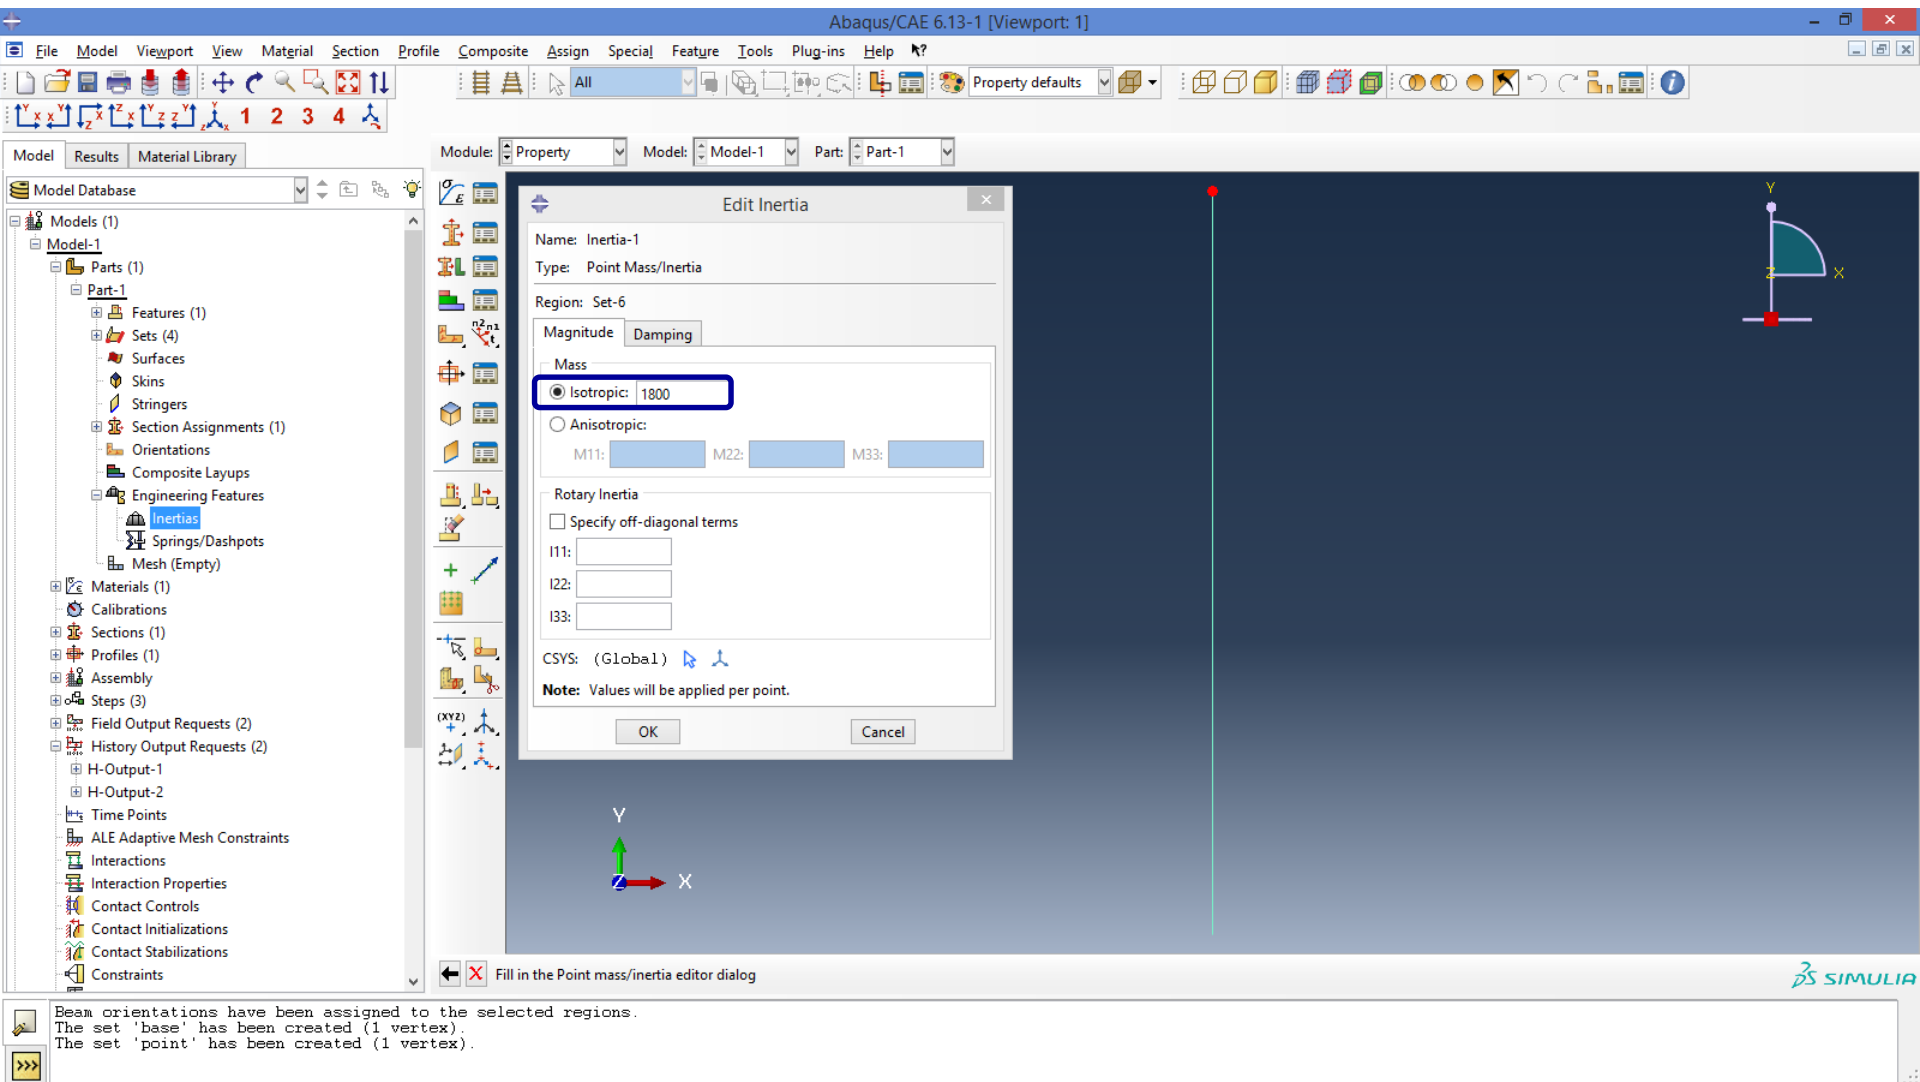 Abaqus/CAE 6.13-1 [Viewport: 1]
File Model Viewport View Material Section Profile Composite Assign Special Feature Tools Plug-ins Help
All Property defaults
1 2 3 4
Model Results Material Library
Module: Property Model: Model-1 Part: Part-1
Model Database
Models (1)
Model-1
Parts (1)
Part-1
Features (1)
Sets (4)
Surfaces
Skins
Stringers
Section Assignments (1)
Orientations
Composite Layups
Engineering Features
Inertias
Springs/Dashpots
Mesh (Empty)
Materials (1)
Calibrations
Sections (1)
Profiles (1)
Assembly
Steps (3)
Field Output Requests (2)
History Output Requests (2)
H-Output-1
H-Output-2
Time Points
ALE Adaptive Mesh Constraints
Interactions
Interaction Properties
Contact Controls
Contact Initializations
Contact Stabilizations
Constraints
Edit Inertia
Name: Inertia-1
Type: Point Mass/Inertia
Region: Set-6
Magnitude Damping
Mass
Isotropic: 1800
Anisotropic:
M11: M22: M33:
Rotary Inertia
Specify off-diagonal terms
I11:
I22:
I33:
CSYS: (Global)
Note: Values will be applied per point.
OK Cancel
Y
Z X
Y
Z X
Fill in the Point mass/inertia editor dialog
SIMULIA
Beam orientations have been assigned to the selected regions.
The set 'base' has been created (1 vertex).
The set 'point' has been created (1 vertex).
>>>